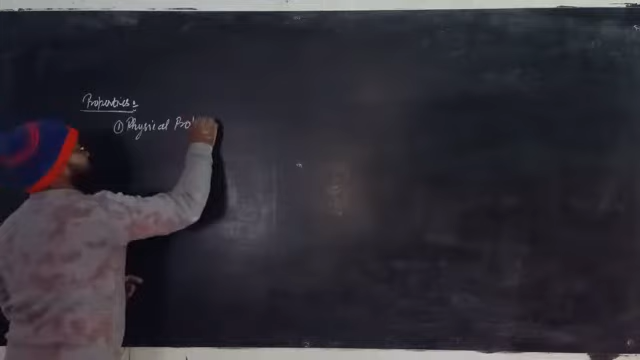 Properties :
① Physical Pro